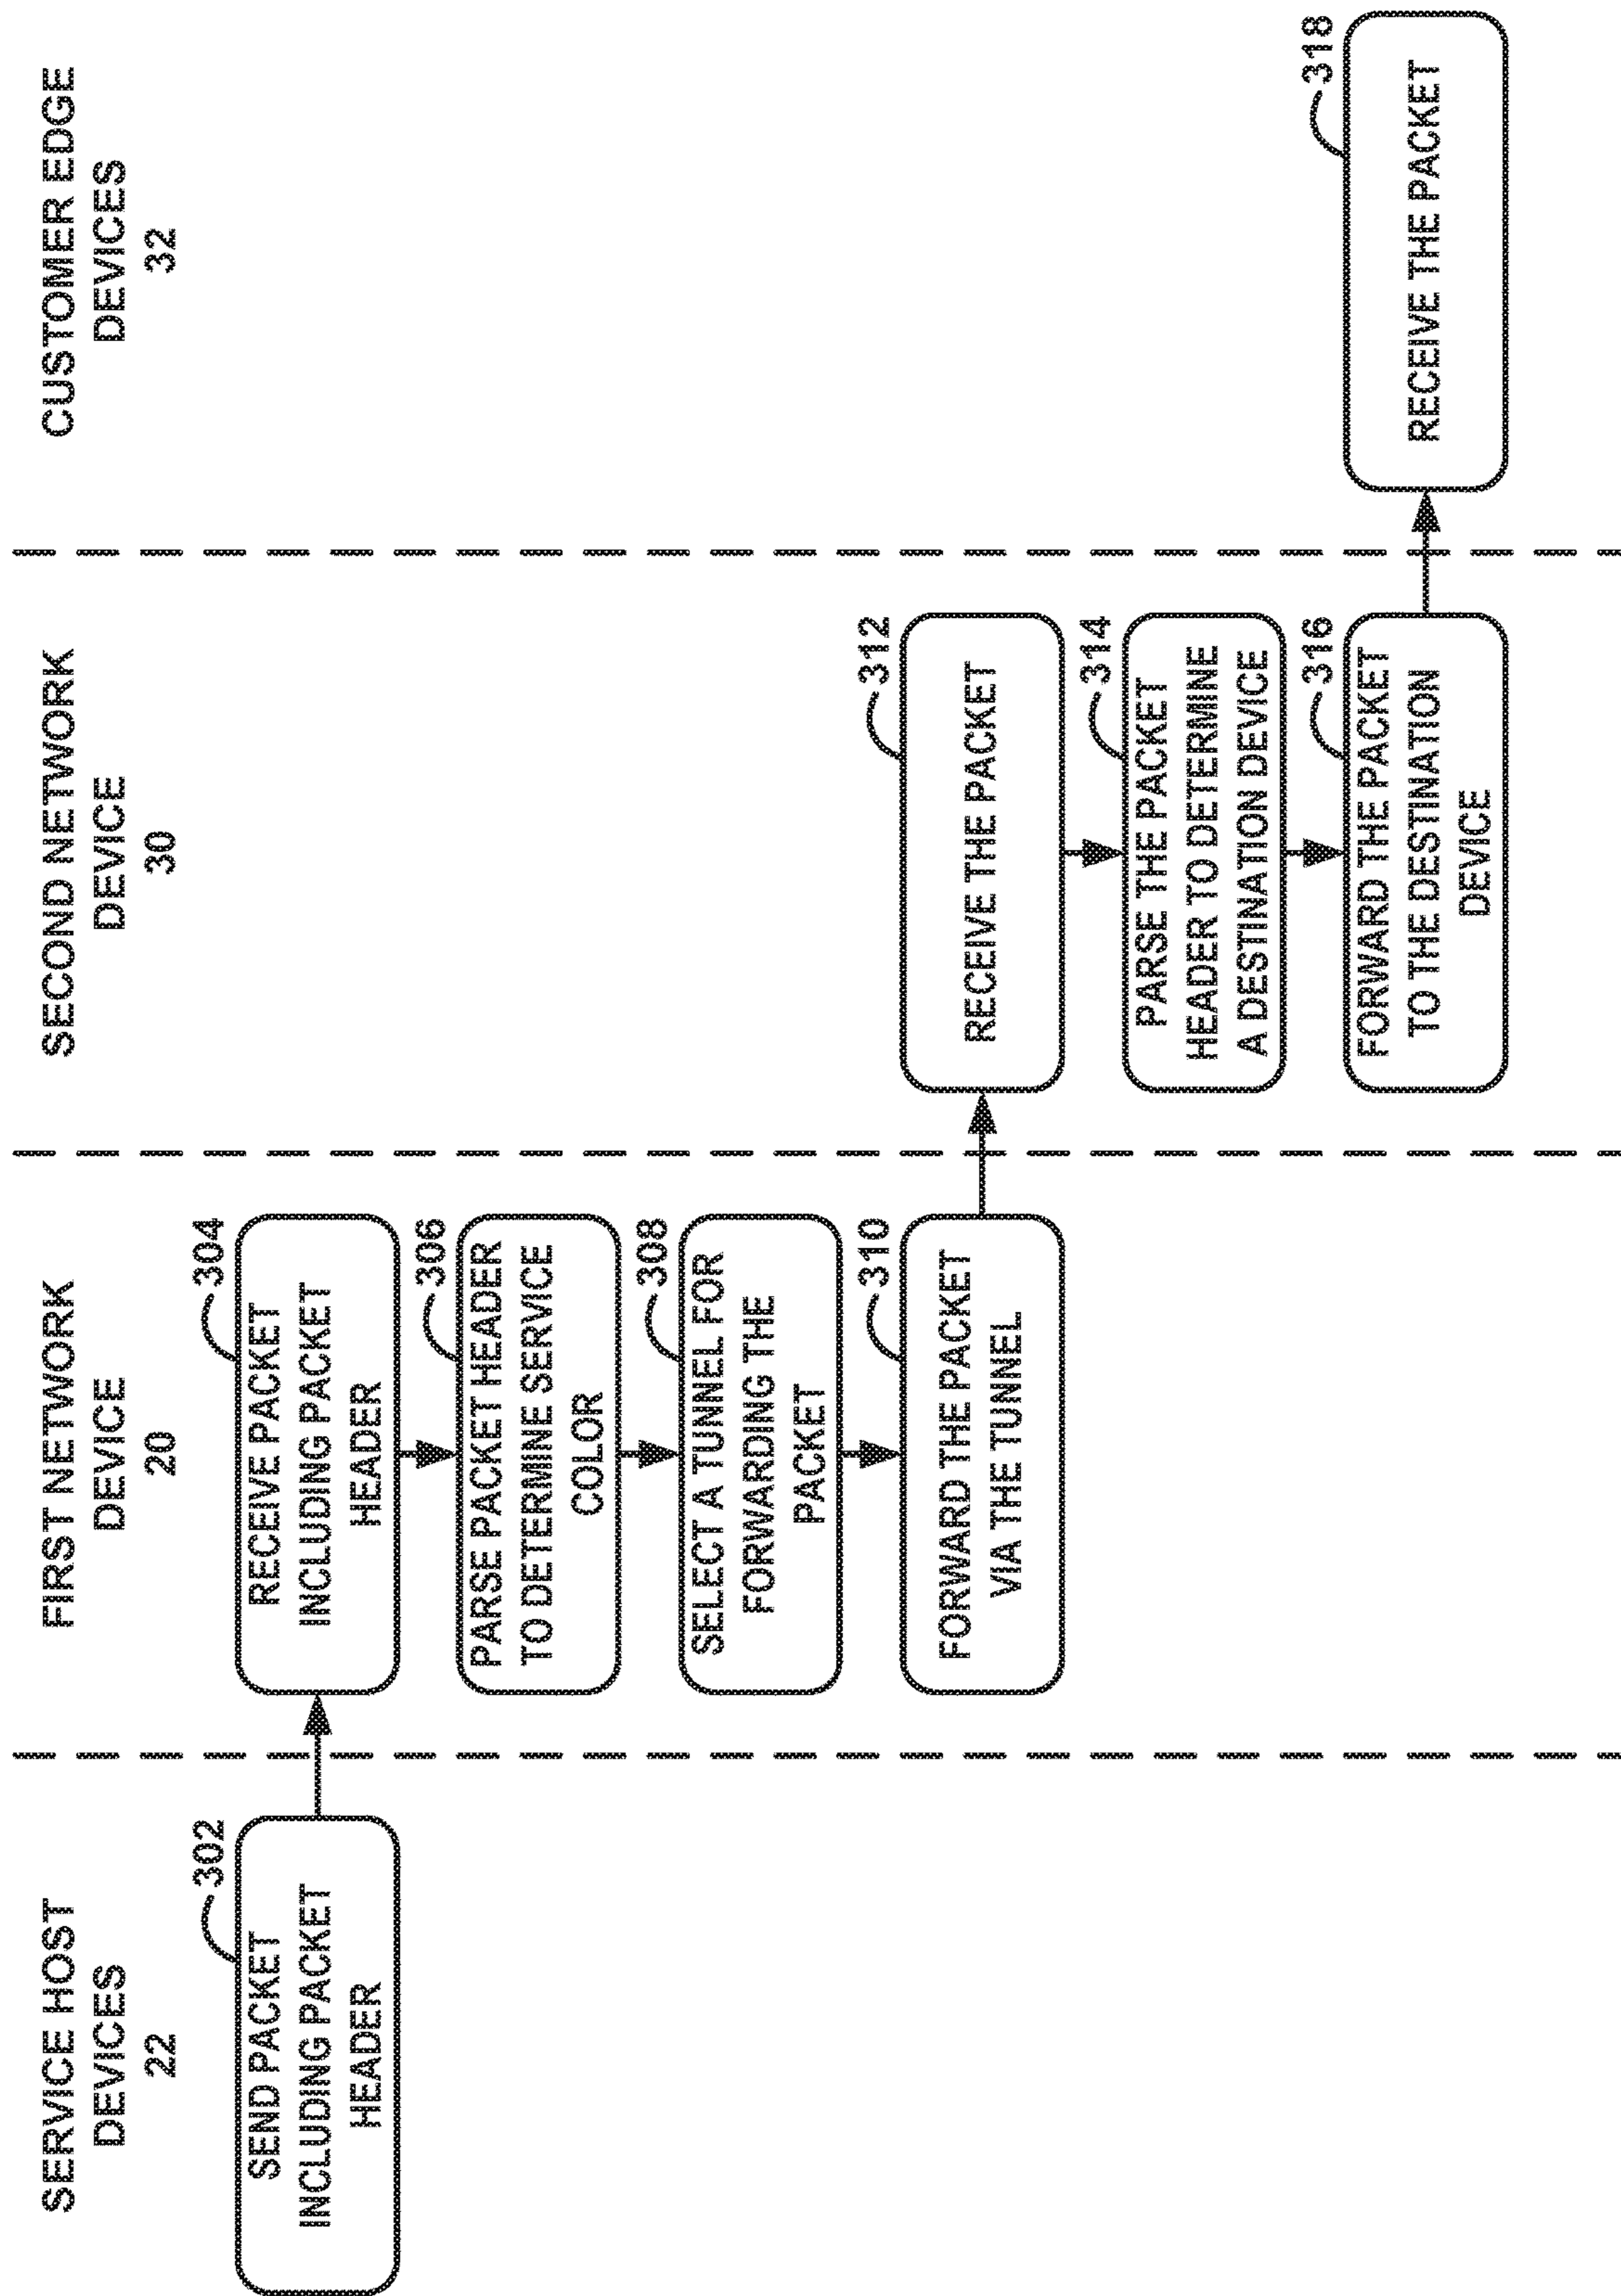 SERVICE HOST
DEVICES
22
FIRST NETWORK
DEVICE
20
SECOND NETWORK
DEVICE
30
CUSTOMER EDGE
DEVICES
32
302
SEND PACKET
INCLUDING PACKET
HEADER
304
RECEIVE PACKET
INCLUDING PACKET
HEADER
306
PARSE PACKET HEADER
TO DETERMINE SERVICE
COLOR
308
SELECT A TUNNEL FOR
FORWARDING THE
PACKET
310
FORWARD THE PACKET
VIA THE TUNNEL
312
RECEIVE THE PACKET
314
PARSE THE PACKET
HEADER TO DETERMINE
A DESTINATION DEVICE
316
FORWARD THE PACKET
TO THE DESTINATION
DEVICE
318
RECEIVE THE PACKET